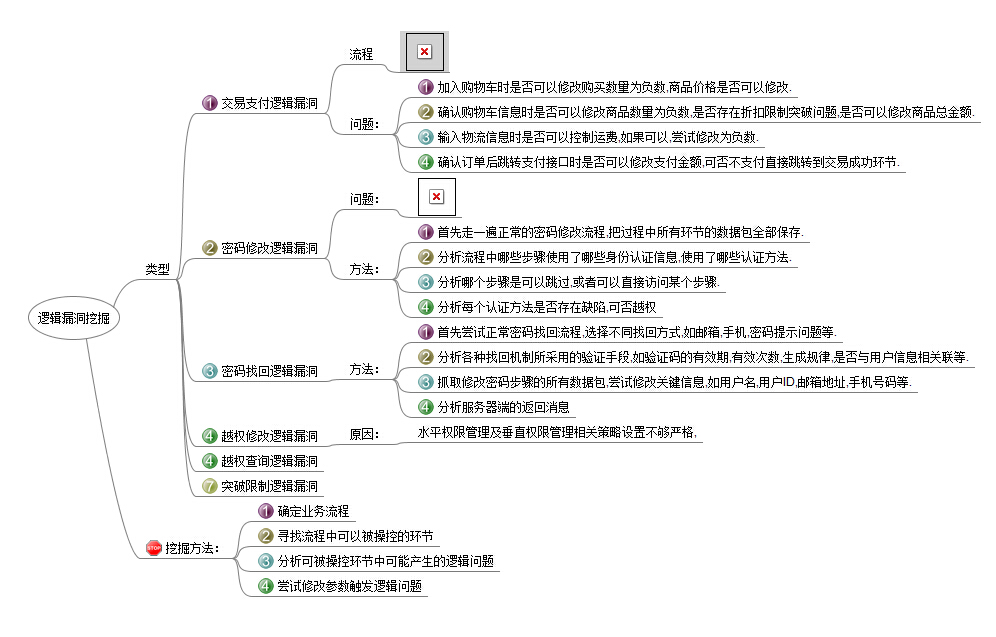 逻辑漏洞挖掘
类型
1 交易支付逻辑漏洞
流程
问题:
1 加入购物车时是否可以修改购买数量为负数,商品价格是否可以修改.
2 确认购物车信息时是否可以修改商品数量为负数,是否存在折扣限制突破问题,是否可以修改商品总金额.
3 输入物流信息时是否可以控制运费,如果可以,尝试修改为负数.
4 确认订单后跳转支付接口时是否可以修改支付金额,可否不支付直接跳转到交易成功环节.
2 密码修改逻辑漏洞
问题:
方法:
1 首先走一遍正常的密码修改流程,把过程中所有环节的数据包全部保存.
2 分析流程中哪些步骤使用了哪些身份认证信息,使用了哪些认证方法.
3 分析哪个步骤是可以跳过,或者可以直接访问某个步骤.
4 分析每个认证方法是否存在缺陷,可否越权
3 密码找回逻辑漏洞
方法:
1 首先尝试正常密码找回流程,选择不同找回方式,如邮箱,手机,密码提示问题等.
2 分析各种找回机制所采用的验证手段,如验证码的有效期,有效次数,生成规律,是否与用户信息相关联等.
3 抓取修改密码步骤的所有数据包,尝试修改关键信息,如用户名,用户ID,邮箱地址,手机号码等.
4 分析服务器端的返回消息
4 越权修改逻辑漏洞
原因:
水平权限管理及垂直权限管理相关策略设置不够严格,
4 越权查询逻辑漏洞
7 突破限制逻辑漏洞
STOP 挖掘方法:
1 确定业务流程
2 寻找流程中可以被操控的环节
3 分析可被操控环节中可能产生的逻辑问题
4 尝试修改参数触发逻辑问题